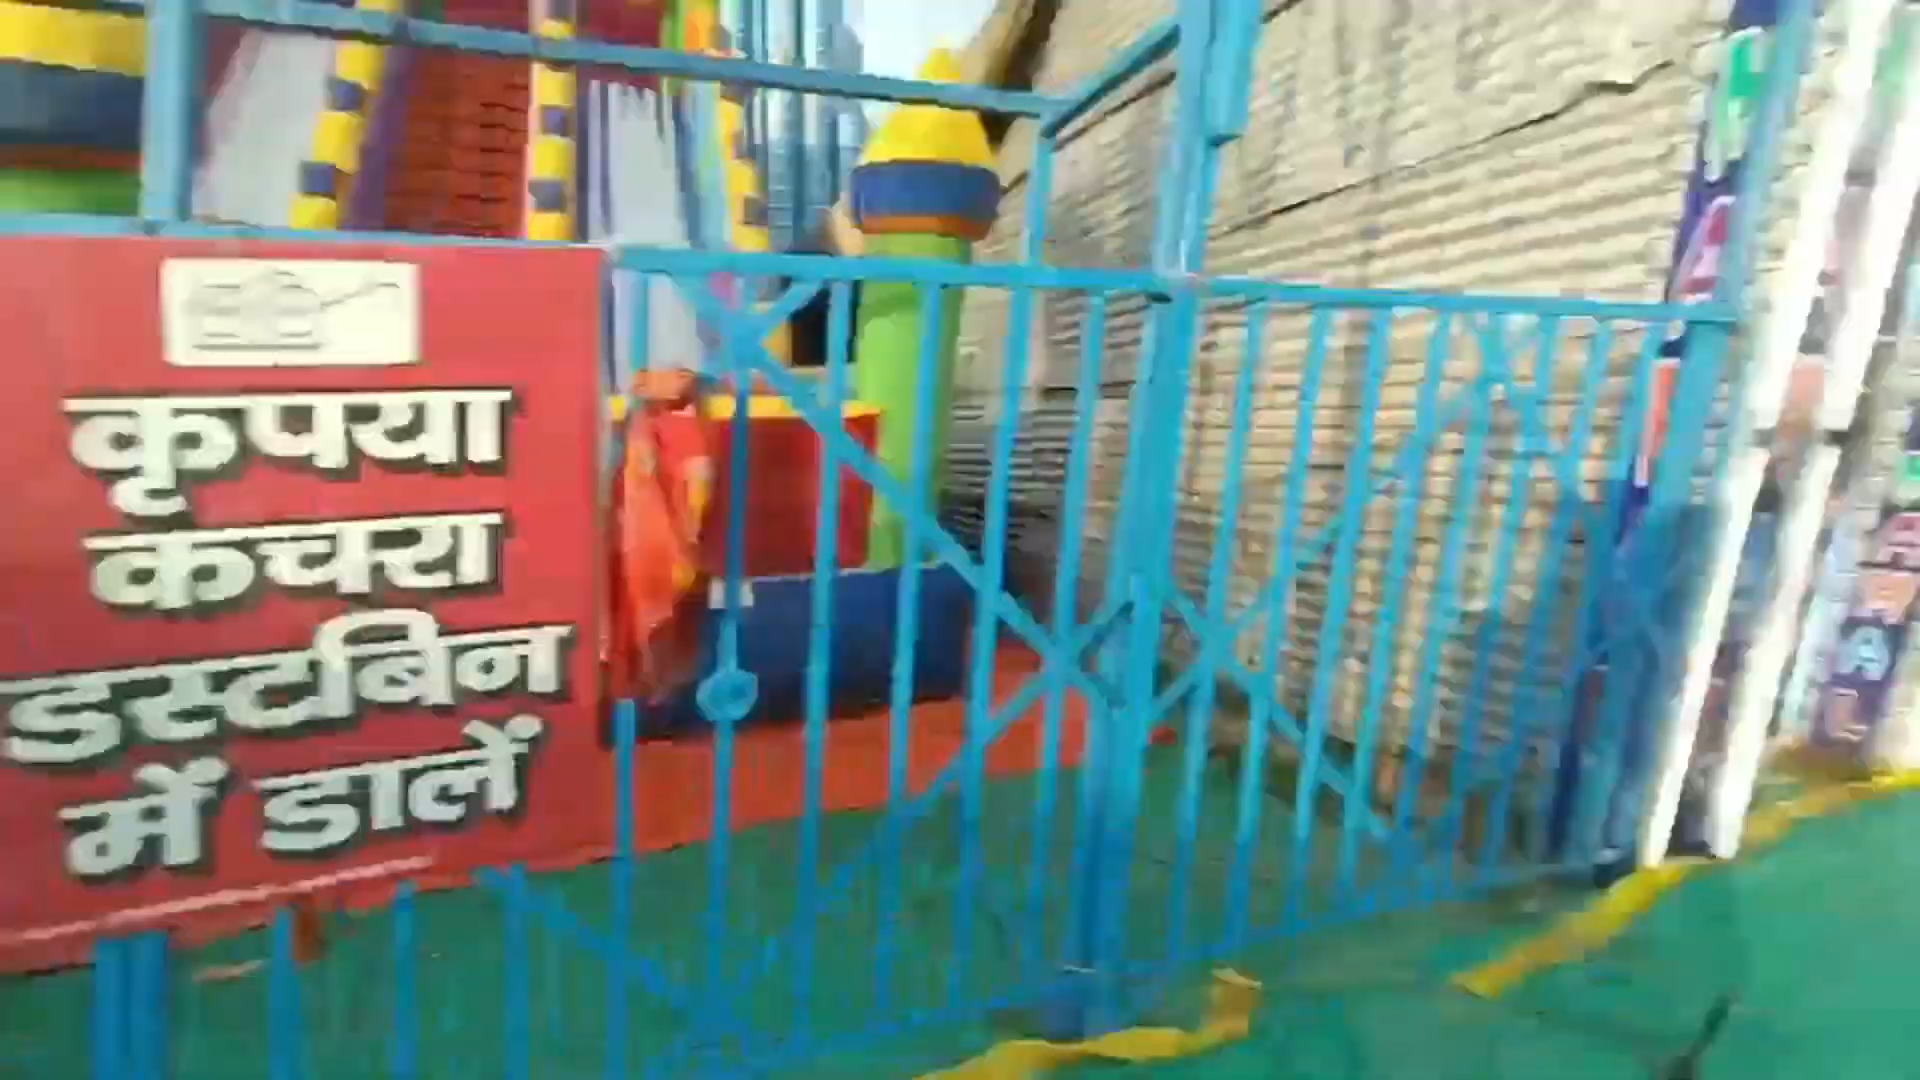 कृपया
कचरा
डस्टबिन
में डालें